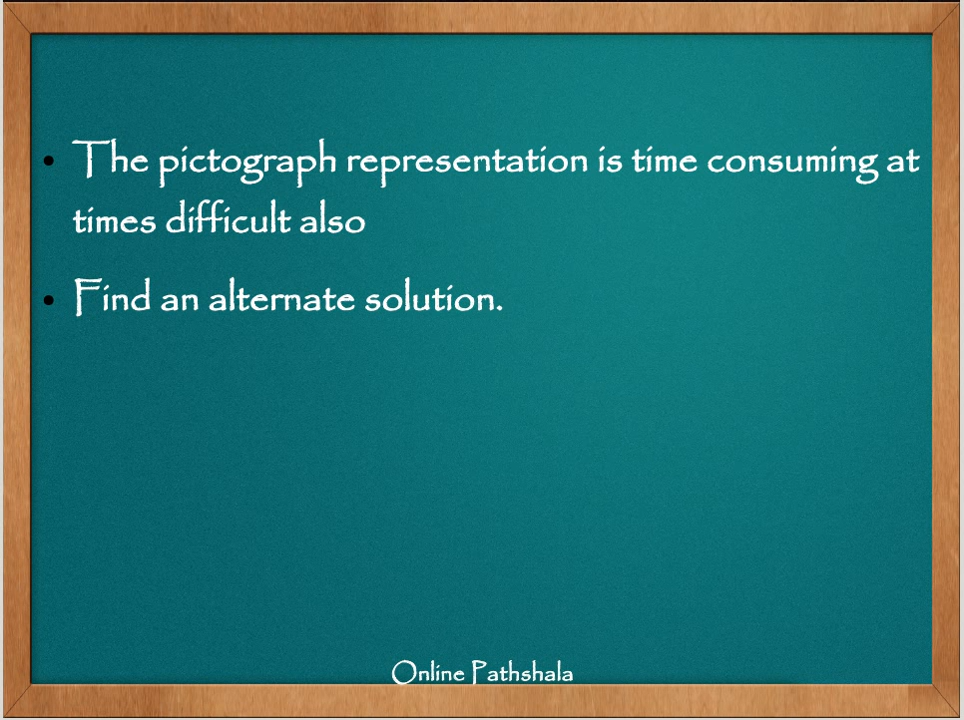 • The pictograph representation is time consuming at
times difficult also
• Find an alternate solution.
Online Pathshala